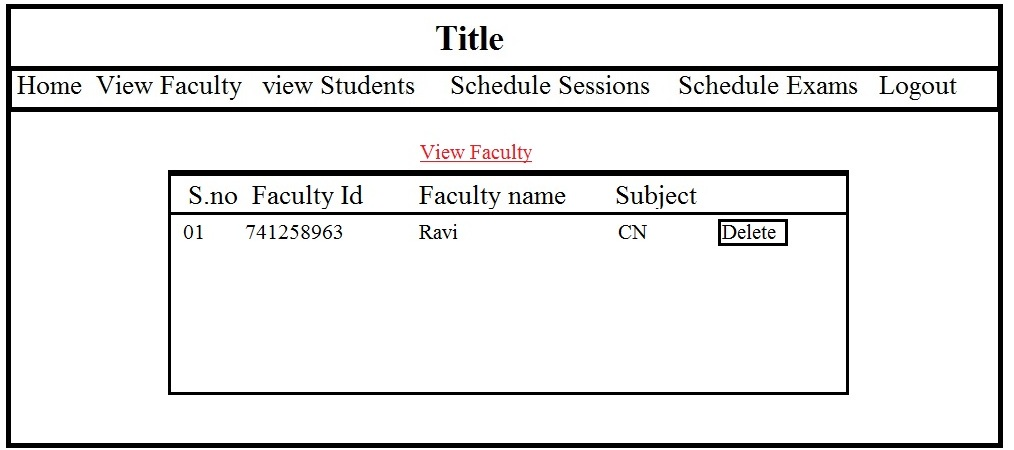 Title
Home View Faculty view Students Schedule Sessions Schedule Exams Logout
View Faculty
S.no Faculty Id Faculty name Subject
01 741258963 Ravi CN Delete